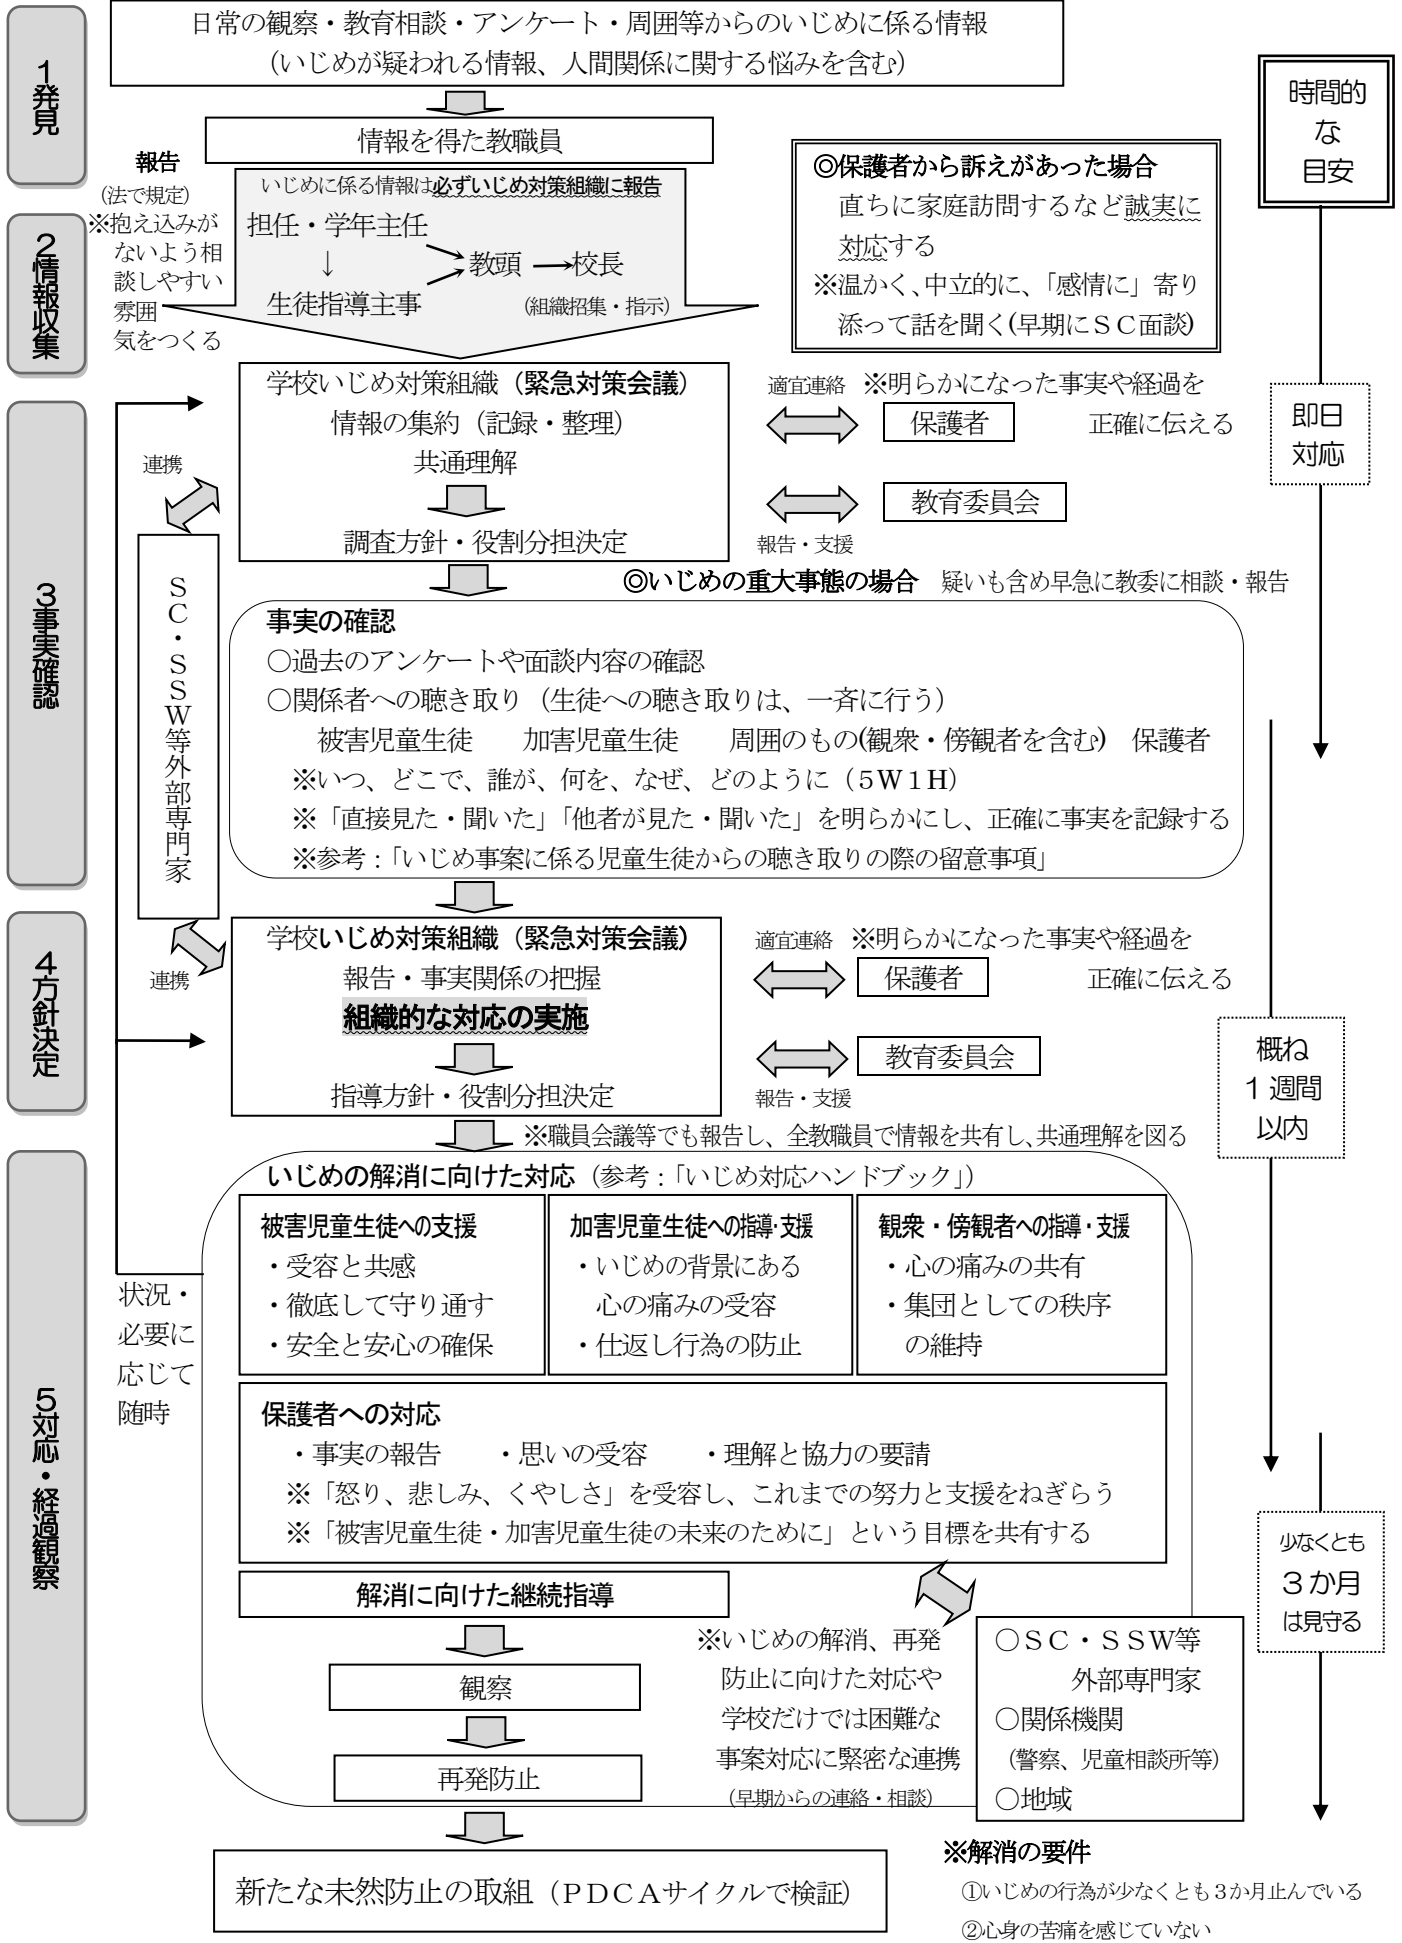 1発見
日常の観察・教育相談・アンケート・周囲等からのいじめに係る情報
(いじめが疑われる情報、人間関係に関する悩みを含む)
情報を得た教職員
時間的
な
目安
報告
(法で規定)
※抱え込みが
ないよう相
談しやすい
雰囲
気をつくる
いじめに係る情報は必ずいじめ対策組織に報告
担任・学年主任
↓
生徒指導主事
教頭
校長
(組織招集・指示)
◎保護者から訴えがあった場合
直ちに家庭訪問するなど誠実に
対応する
※温かく、中立的に、「感情に」寄り
添って話を聞く(早期にＳＣ面談)
2情報収集
学校いじめ対策組織（緊急対策会議）
情報の集約（記録・整理）
共通理解
調査方針・役割分担決定
適宜連絡　※明らかになった事実や経過を
保護者　正確に伝える
教育委員会
報告・支援
即日
対応
連携
ＳＣ・ＳＳＷ等外部専門家
連携
3事実確認
◎いじめの重大事態の場合　疑いも含め早急に教委に相談・報告
事実の確認
○過去のアンケートや面談内容の確認
○関係者への聴き取り（生徒への聴き取りは、一斉に行う）
被害児童生徒　加害児童生徒　周囲のもの(観衆・傍観者を含む)　保護者
※いつ、どこで、誰が、何を、なぜ、どのように（５Ｗ１Ｈ）
※「直接見た・聞いた」「他者が見た・聞いた」を明らかにし、正確に事実を記録する
※参考：「いじめ事案に係る児童生徒からの聴き取りの際の留意事項」
4方針決定
学校いじめ対策組織（緊急対策会議）
報告・事実関係の把握
組織的な対応の実施
指導方針・役割分担決定
適宜連絡　※明らかになった事実や経過を
保護者　正確に伝える
教育委員会
報告・支援
概ね
１週間
以内
※職員会議等でも報告し、全教職員で情報を共有し、共通理解を図る
5対応・経過観察
状況・
必要に
応じて
随時
いじめの解消に向けた対応（参考：「いじめ対応ハンドブック」）
被害児童生徒への支援
・受容と共感
・徹底して守り通す
・安全と安心の確保
加害児童生徒への指導・支援
・いじめの背景にある
心の痛みの受容
・仕返し行為の防止
観衆・傍観者への指導・支援
・心の痛みの共有
・集団としての秩序
の維持
保護者への対応
・事実の報告　・思いの受容　・理解と協力の要請
※「怒り、悲しみ、くやしさ」を受容し、これまでの努力と支援をねぎらう
※「被害児童生徒・加害児童生徒の未来のために」という目標を共有する
少なくとも
３か月
は見守る
解消に向けた継続指導
観察
再発防止
※いじめの解消、再発
防止に向けた対応や
学校だけでは困難な
事案対応に緊密な連携
(早期からの連絡・相談)
○ＳＣ・ＳＳＷ等
外部専門家
○関係機関
(警察、児童相談所等)
○地域
新たな未然防止の取組（ＰＤＣＡサイクルで検証）
※解消の要件
①いじめの行為が少なくとも３か月止んでいる
②心身の苦痛を感じていない